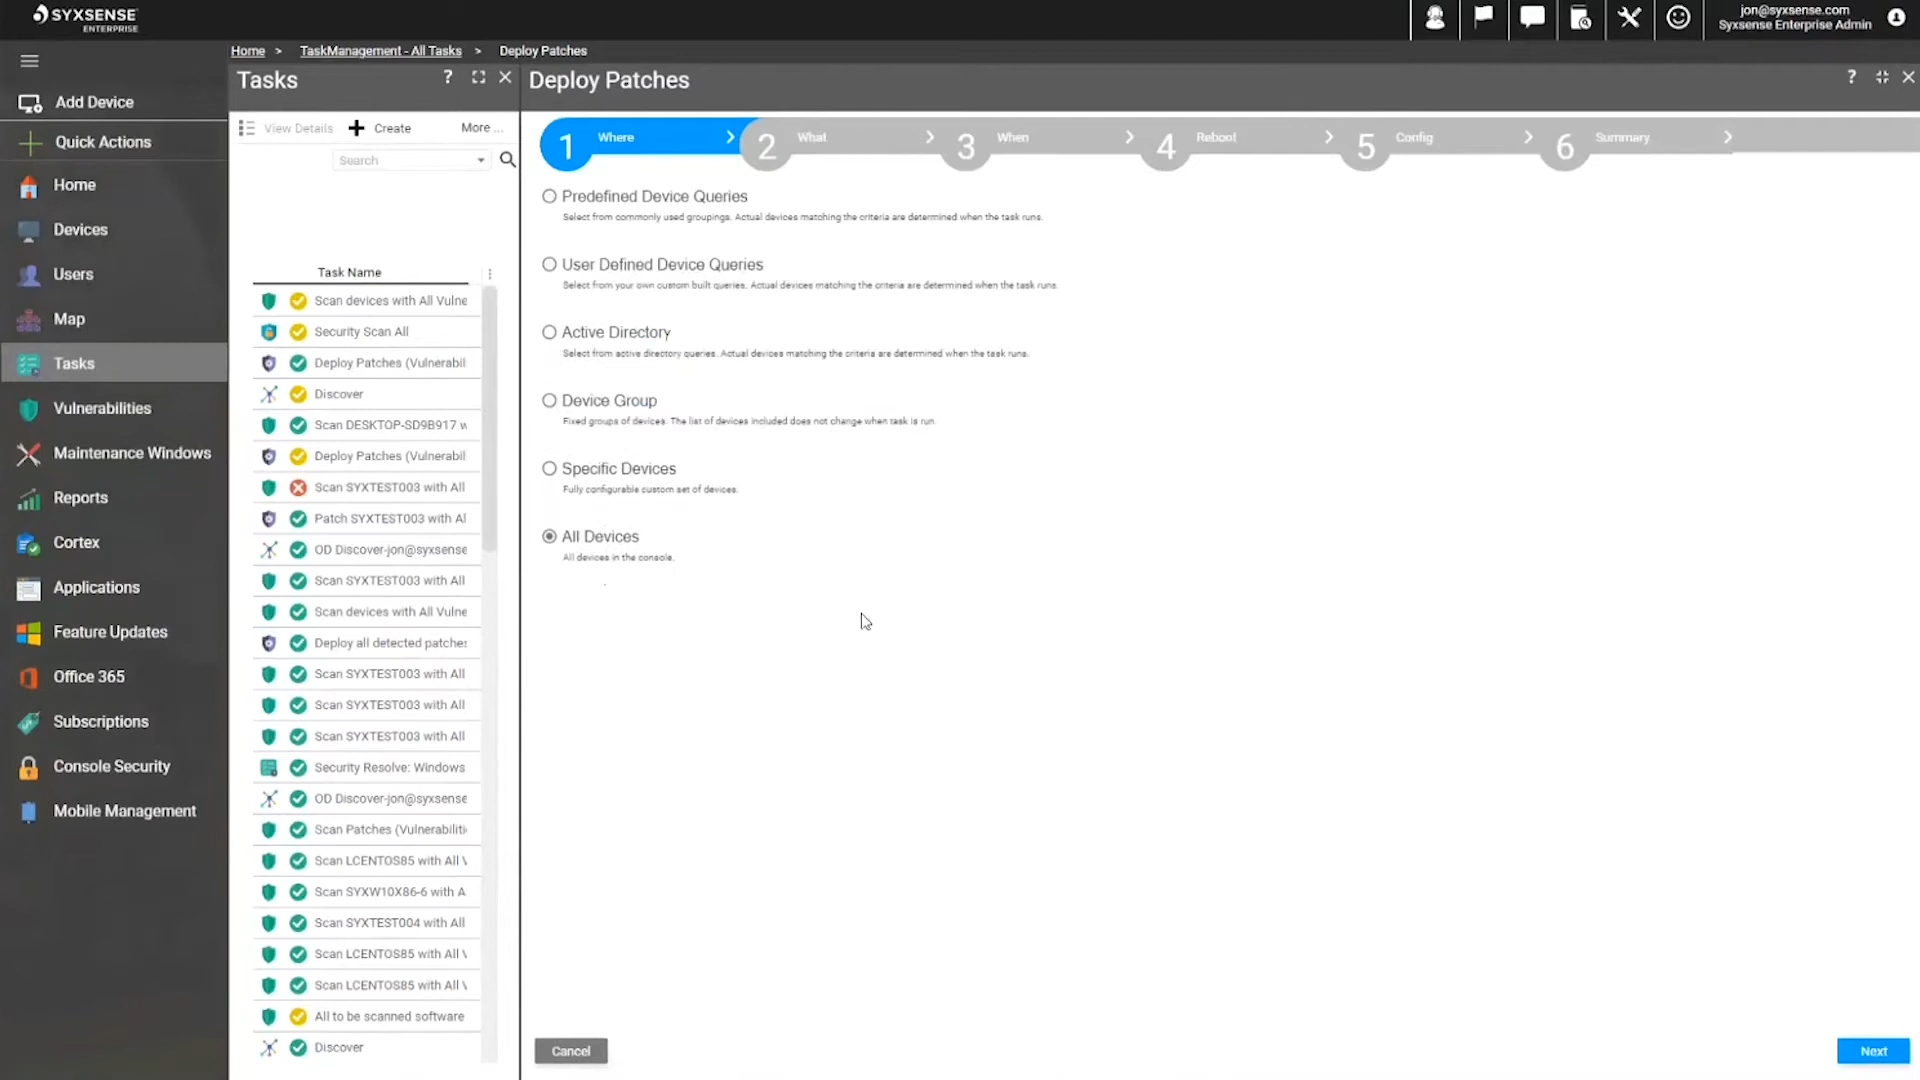 SYXSENSE
ENTERPRISE
jon@syxsense.com
Syxsense Enterprise Admin
Home > TaskManagement - All Tasks > Deploy Patches
Add Device
Quick Actions
Home
Devices
Users
Map
Tasks
Vulnerabilities
Maintenance Windows
Reports
Cortex
Applications
Feature Updates
Office 365
Subscriptions
Console Security
Mobile Management
Tasks ?
View Details Create More ...
Search
Task Name
Scan devices with All Vulne
Security Scan All
Deploy Patches (Vulnerabil
Discover
Scan DESKTOP-SD9B917 w
Deploy Patches (Vulnerabil
Scan SYXTEST003 with All
Patch SYXTEST003 with Al
OD Discover-jon@syxsense
Scan SYXTEST003 with All
Scan devices with All Vulne
Deploy all detected patches
Scan SYXTEST003 with All
Scan SYXTEST003 with All
Scan SYXTEST003 with All
Security Resolve: Windows
OD Discover-jon@syxsense
Scan Patches (Vulnerabiliti
Scan LCENTOS85 with All V
Scan SYXW10X86-6 with A
Scan SYXTEST004 with All
Scan LCENTOS85 with All V
Scan LCENTOS85 with All V
All to be scanned software
Discover
Deploy Patches ?
1 Where 2 What 3 When 4 Reboot 5 Config 6 Summary
Predefined Device Queries
Select from commonly used groupings. Actual devices matching the criteria are determined when the task runs.
User Defined Device Queries
Select from your own custom built queries. Actual devices matching the criteria are determined when the task runs.
Active Directory
Select from active directory queries. Actual devices matching the criteria are determined when the task runs.
Device Group
Fixed groups of devices. The list of devices included does not change when task is run
Specific Devices
Fully configurable custom set of devices.
All Devices
All devices in the console.
Cancel
Next